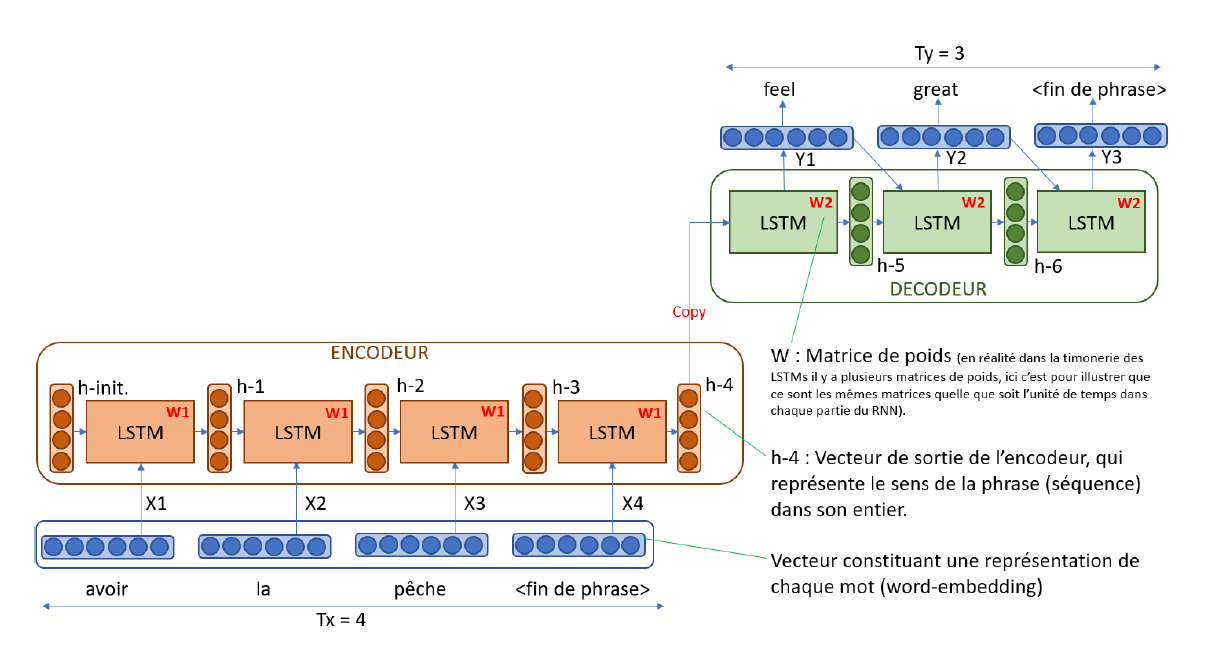 Ty = 3
feel great <fin de phrase>
Y1 Y2 Y3
W2 W2 W2
LSTM LSTM LSTM
h-5 h-6
DECODEUR
Copy
ENCODEUR
h-init. h-1 h-2 h-3 h-4
W1 W1 W1 W1
LSTM LSTM LSTM LSTM
X1 X2 X3 X4
avoir la pêche <fin de phrase>
Tx = 4
W : Matrice de poids (en réalité dans la timonerie des
LSTMs il y a plusieurs matrices de poids, ici c’est pour illustrer que
ce sont les mêmes matrices quelle que soit l’unité de temps dans
chaque partie du RNN).
h-4 : Vecteur de sortie de l’encodeur, qui
représente le sens de la phrase (séquence)
dans son entier.
Vecteur constituant une représentation de
chaque mot (word-embedding)